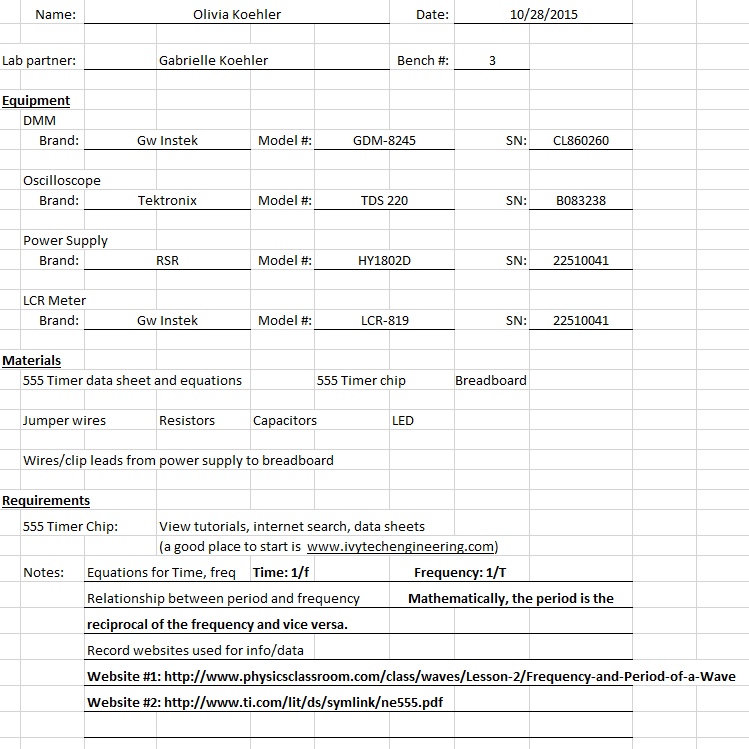 Name: Olivia Koehler Date: 10/28/2015
Lab partner: Gabrielle Koehler Bench #: 3
Equipment
DMM
Brand: Gw Instek Model #: GDM-8245 SN: CL860260
Oscilloscope
Brand: Tektronix Model #: TDS 220 SN: B083238
Power Supply
Brand: RSR Model #: HY1802D SN: 22510041
LCR Meter
Brand: Gw Instek Model #: LCR-819 SN: 22510041
Materials
555 Timer data sheet and equations 555 Timer chip Breadboard
Jumper wires Resistors Capacitors LED
Wires/clip leads from power supply to breadboard
Requirements
555 Timer Chip: View tutorials, internet search, data sheets
(a good place to start is www.ivytechengineering.com)
Notes: Equations for Time, freq Time: 1/f Frequency: 1/T
Relationship between period and frequency Mathematically, the period is the
reciprocal of the frequency and vice versa.
Record websites used for info/data
Website #1: http://www.physicsclassroom.com/class/waves/Lesson-2/Frequency-and-Period-of-a-Wave
Website #2: http://www.ti.com/lit/ds/symlink/ne555.pdf